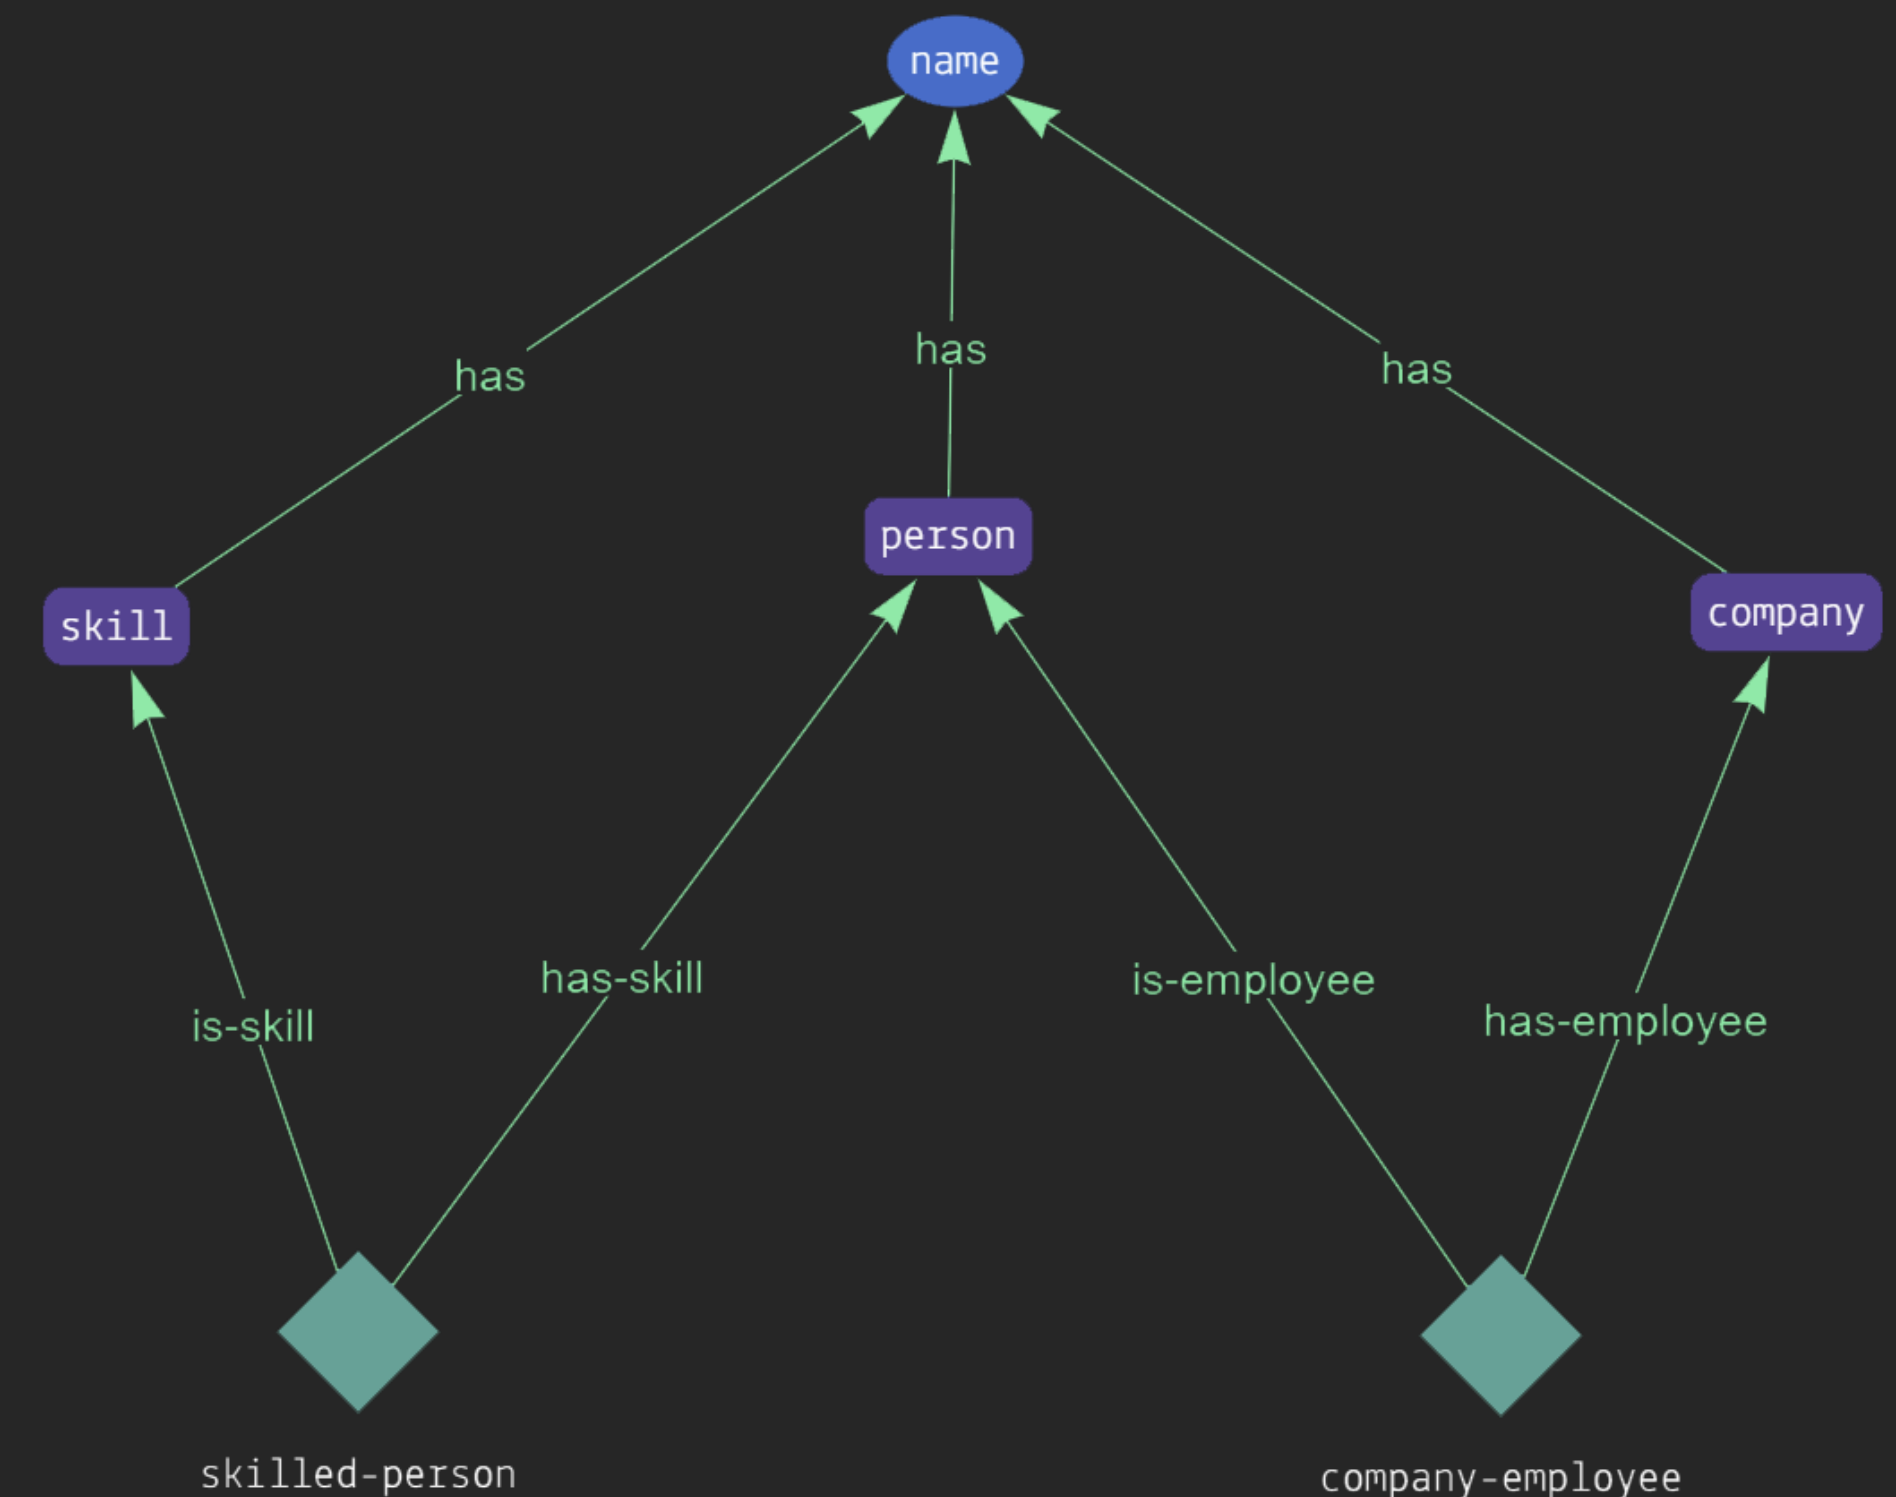 name
has
has
has
person
skill
company
has-skill
is-employee
is-skill
has-employee
skilled-person
company-employee